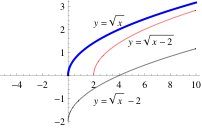 3
y = √x
2
y = √x − 2
1
−4 −2 2 4 6 8 10
−1
y = √x − 2
−2